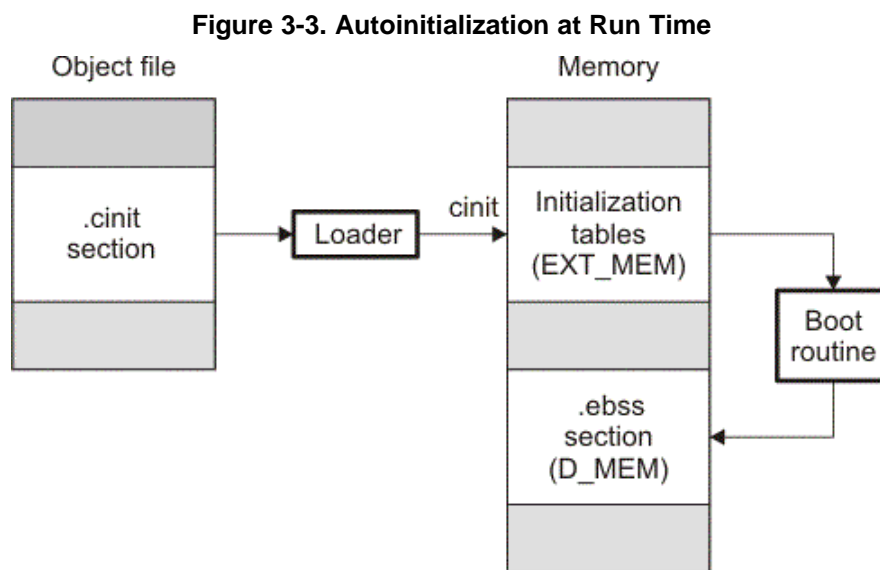 Figure 3-3. Autoinitialization at Run Time
Object file
Memory
.cinit
section
Loader
cinit
Initialization
tables
(EXT_MEM)
Boot
routine
.ebss
section
(D_MEM)